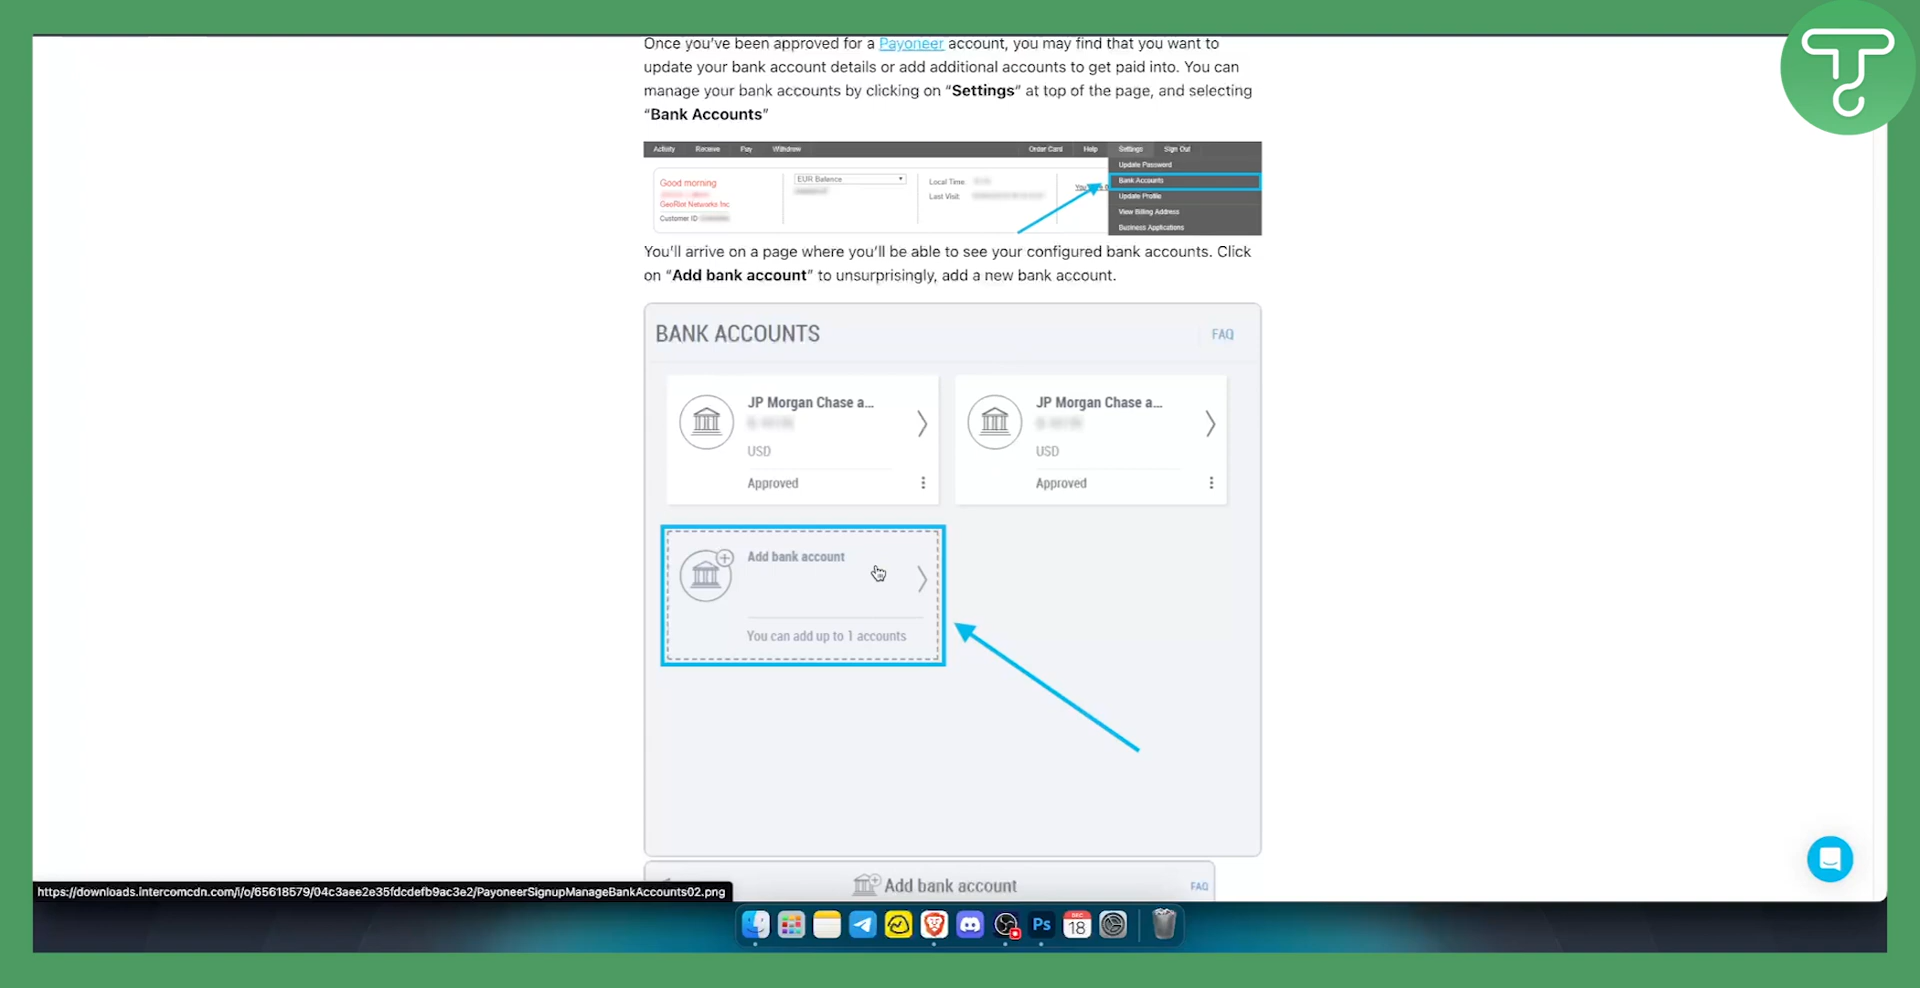 Once you've been approved for a Payoneer account, you may find that you want to
update your bank account details or add additional accounts to get paid into. You can
manage your bank accounts by clicking on “Settings” at top of the page, and selecting
“Bank Accounts”
Activity Receive Pay Withdraw Order Card Help Settings Sign Out
Update Password
Good morning EUR Balance Local Time: Bank Accounts
Last Visit: Update Profile
GeoRiot Networks Inc
Customer ID View Billing Address
Business Applications
You'll arrive on a page where you'll be able to see your configured bank accounts. Click
on “Add bank account” to unsurprisingly, add a new bank account.
BANK ACCOUNTS FAQ
JP Morgan Chase a... JP Morgan Chase a...
USD USD
Approved Approved
Add bank account
You can add up to 1 accounts
Add bank account FAQ
https://downloads.intercomcdn.com/i/o/65618579/04c3aee2e35fdcdefb9ac3e2/PayoneerSignupManageBankAccounts02.png
Ps DEC
18